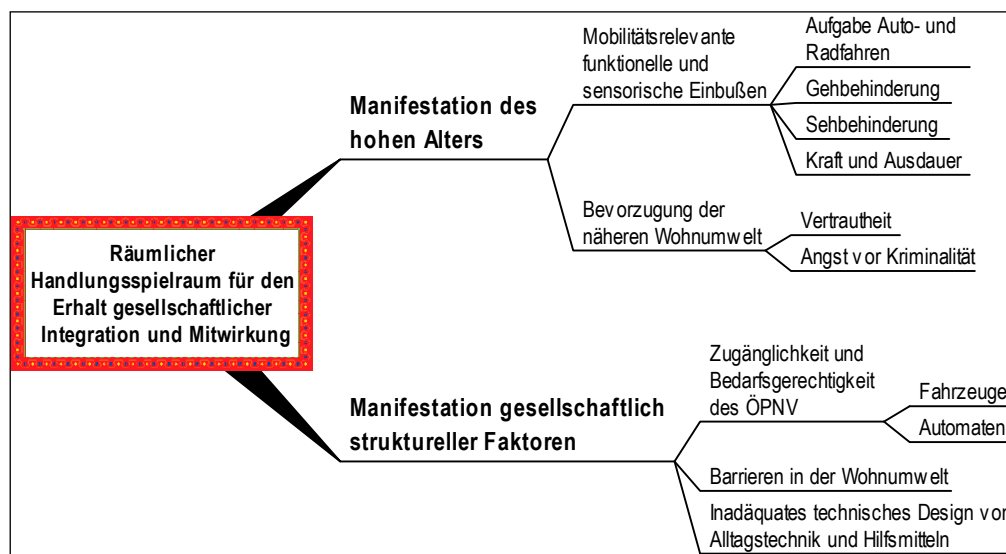 Räumlicher
Handlungsspielraum für den
Erhalt gesellschaftlicher
Integration und Mitwirkung
Manifestation des
hohen Alters
Mobilitätsrelevante
funktionelle und
sensorische Einbußen
Aufgabe Auto- und
Radfahren
Gehbehinderung
Sehbehinderung
Kraft und Ausdauer
Bevorzugung der
näheren Wohnumwelt
Vertrautheit
Angst vor Kriminalität
Manifestation gesellschaftlich
struktureller Faktoren
Zugänglichkeit und
Bedarfsgerechtigkeit
des ÖPNV
Fahrzeuge
Automaten
Barrieren in der Wohnumwelt
Inadäquates technisches Design von
Alltagstechnik und Hilfsmitteln